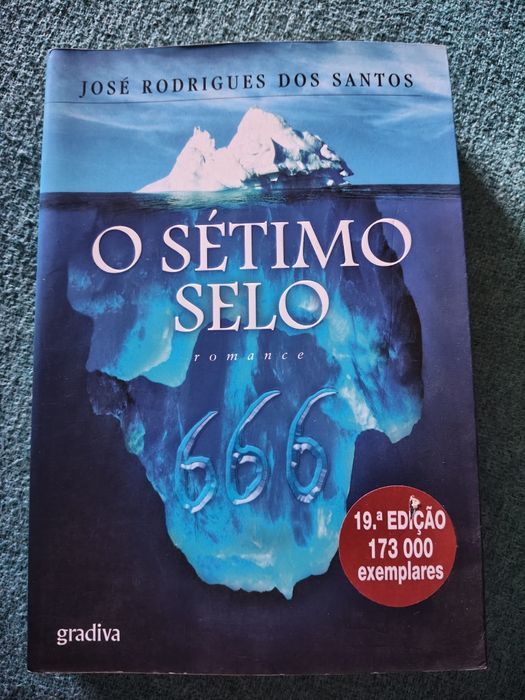 JOSÉ RODRIGUES DOS SANTOS
O SÉTIMO
SELO
romance
666
19.ª EDIÇÃO
173 000
exemplares
gradiva